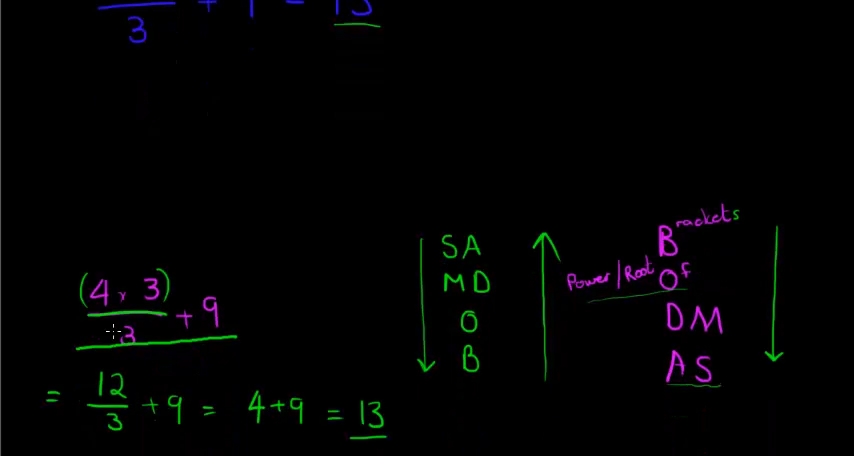 3
(4 × 3)
3
+ 9
= 12/3 + 9 = 4+9 = 13
SA
MD
O
B
Brackets
Power/Root Of
DM
AS